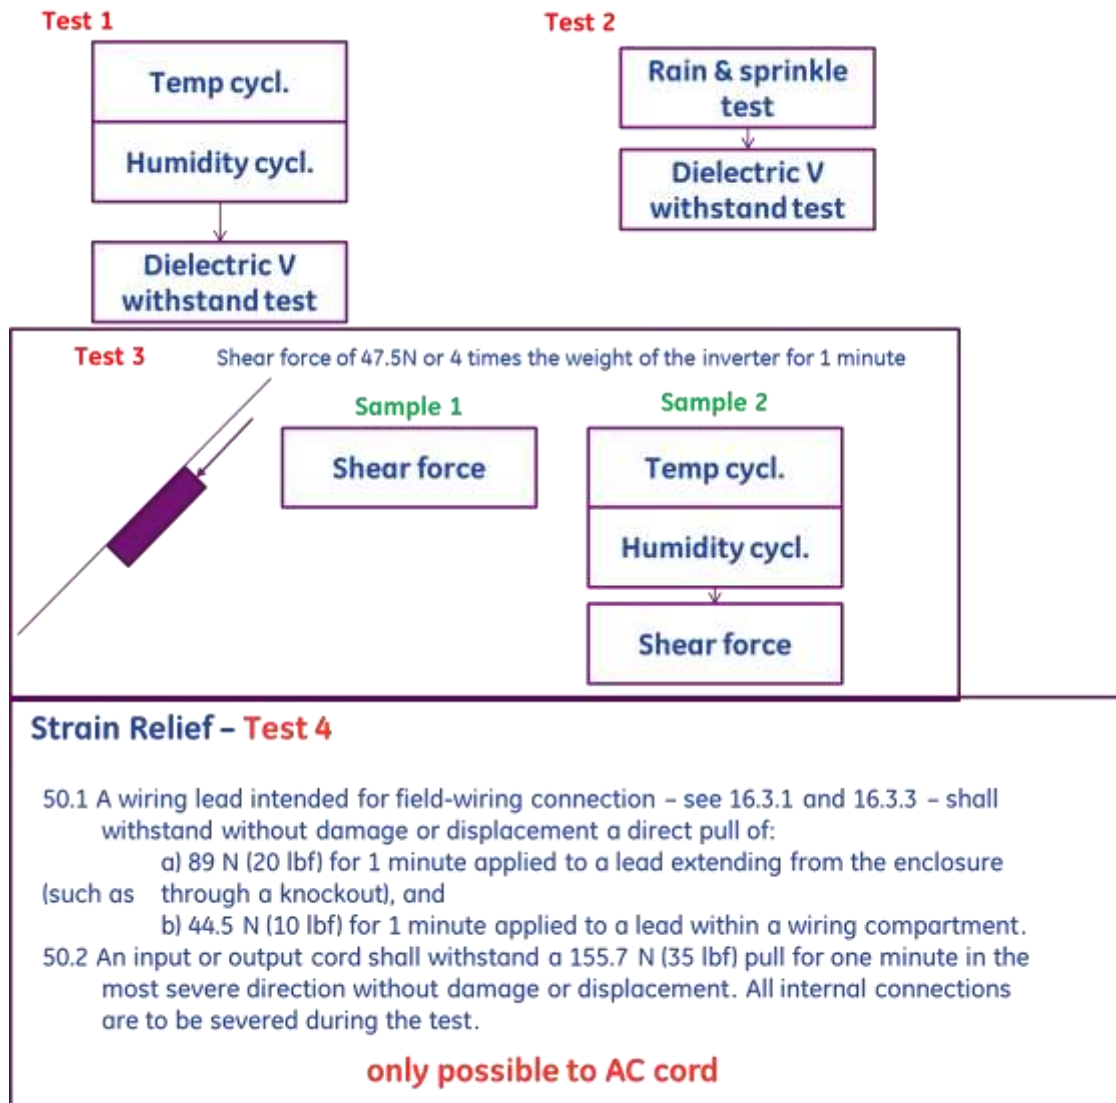 Test 1
Temp cycl.
Humidity cycl.
Dielectric V
withstand test
Test 2
Rain & sprinkle
test
Dielectric V
withstand test
Test 3
Shear force of 47.5N or 4 times the weight of the inverter for 1 minute
Sample 1
Shear force
Sample 2
Temp cycl.
Humidity cycl.
Shear force
Strain Relief – Test 4
50.1 A wiring lead intended for field-wiring connection – see 16.3.1 and 16.3.3 – shall
withstand without damage or displacement a direct pull of:
a) 89 N (20 lbf) for 1 minute applied to a lead extending from the enclosure
(such as through a knockout), and
b) 44.5 N (10 lbf) for 1 minute applied to a lead within a wiring compartment.
50.2 An input or output cord shall withstand a 155.7 N (35 lbf) pull for one minute in the
most severe direction without damage or displacement. All internal connections
are to be severed during the test.
only possible to AC cord